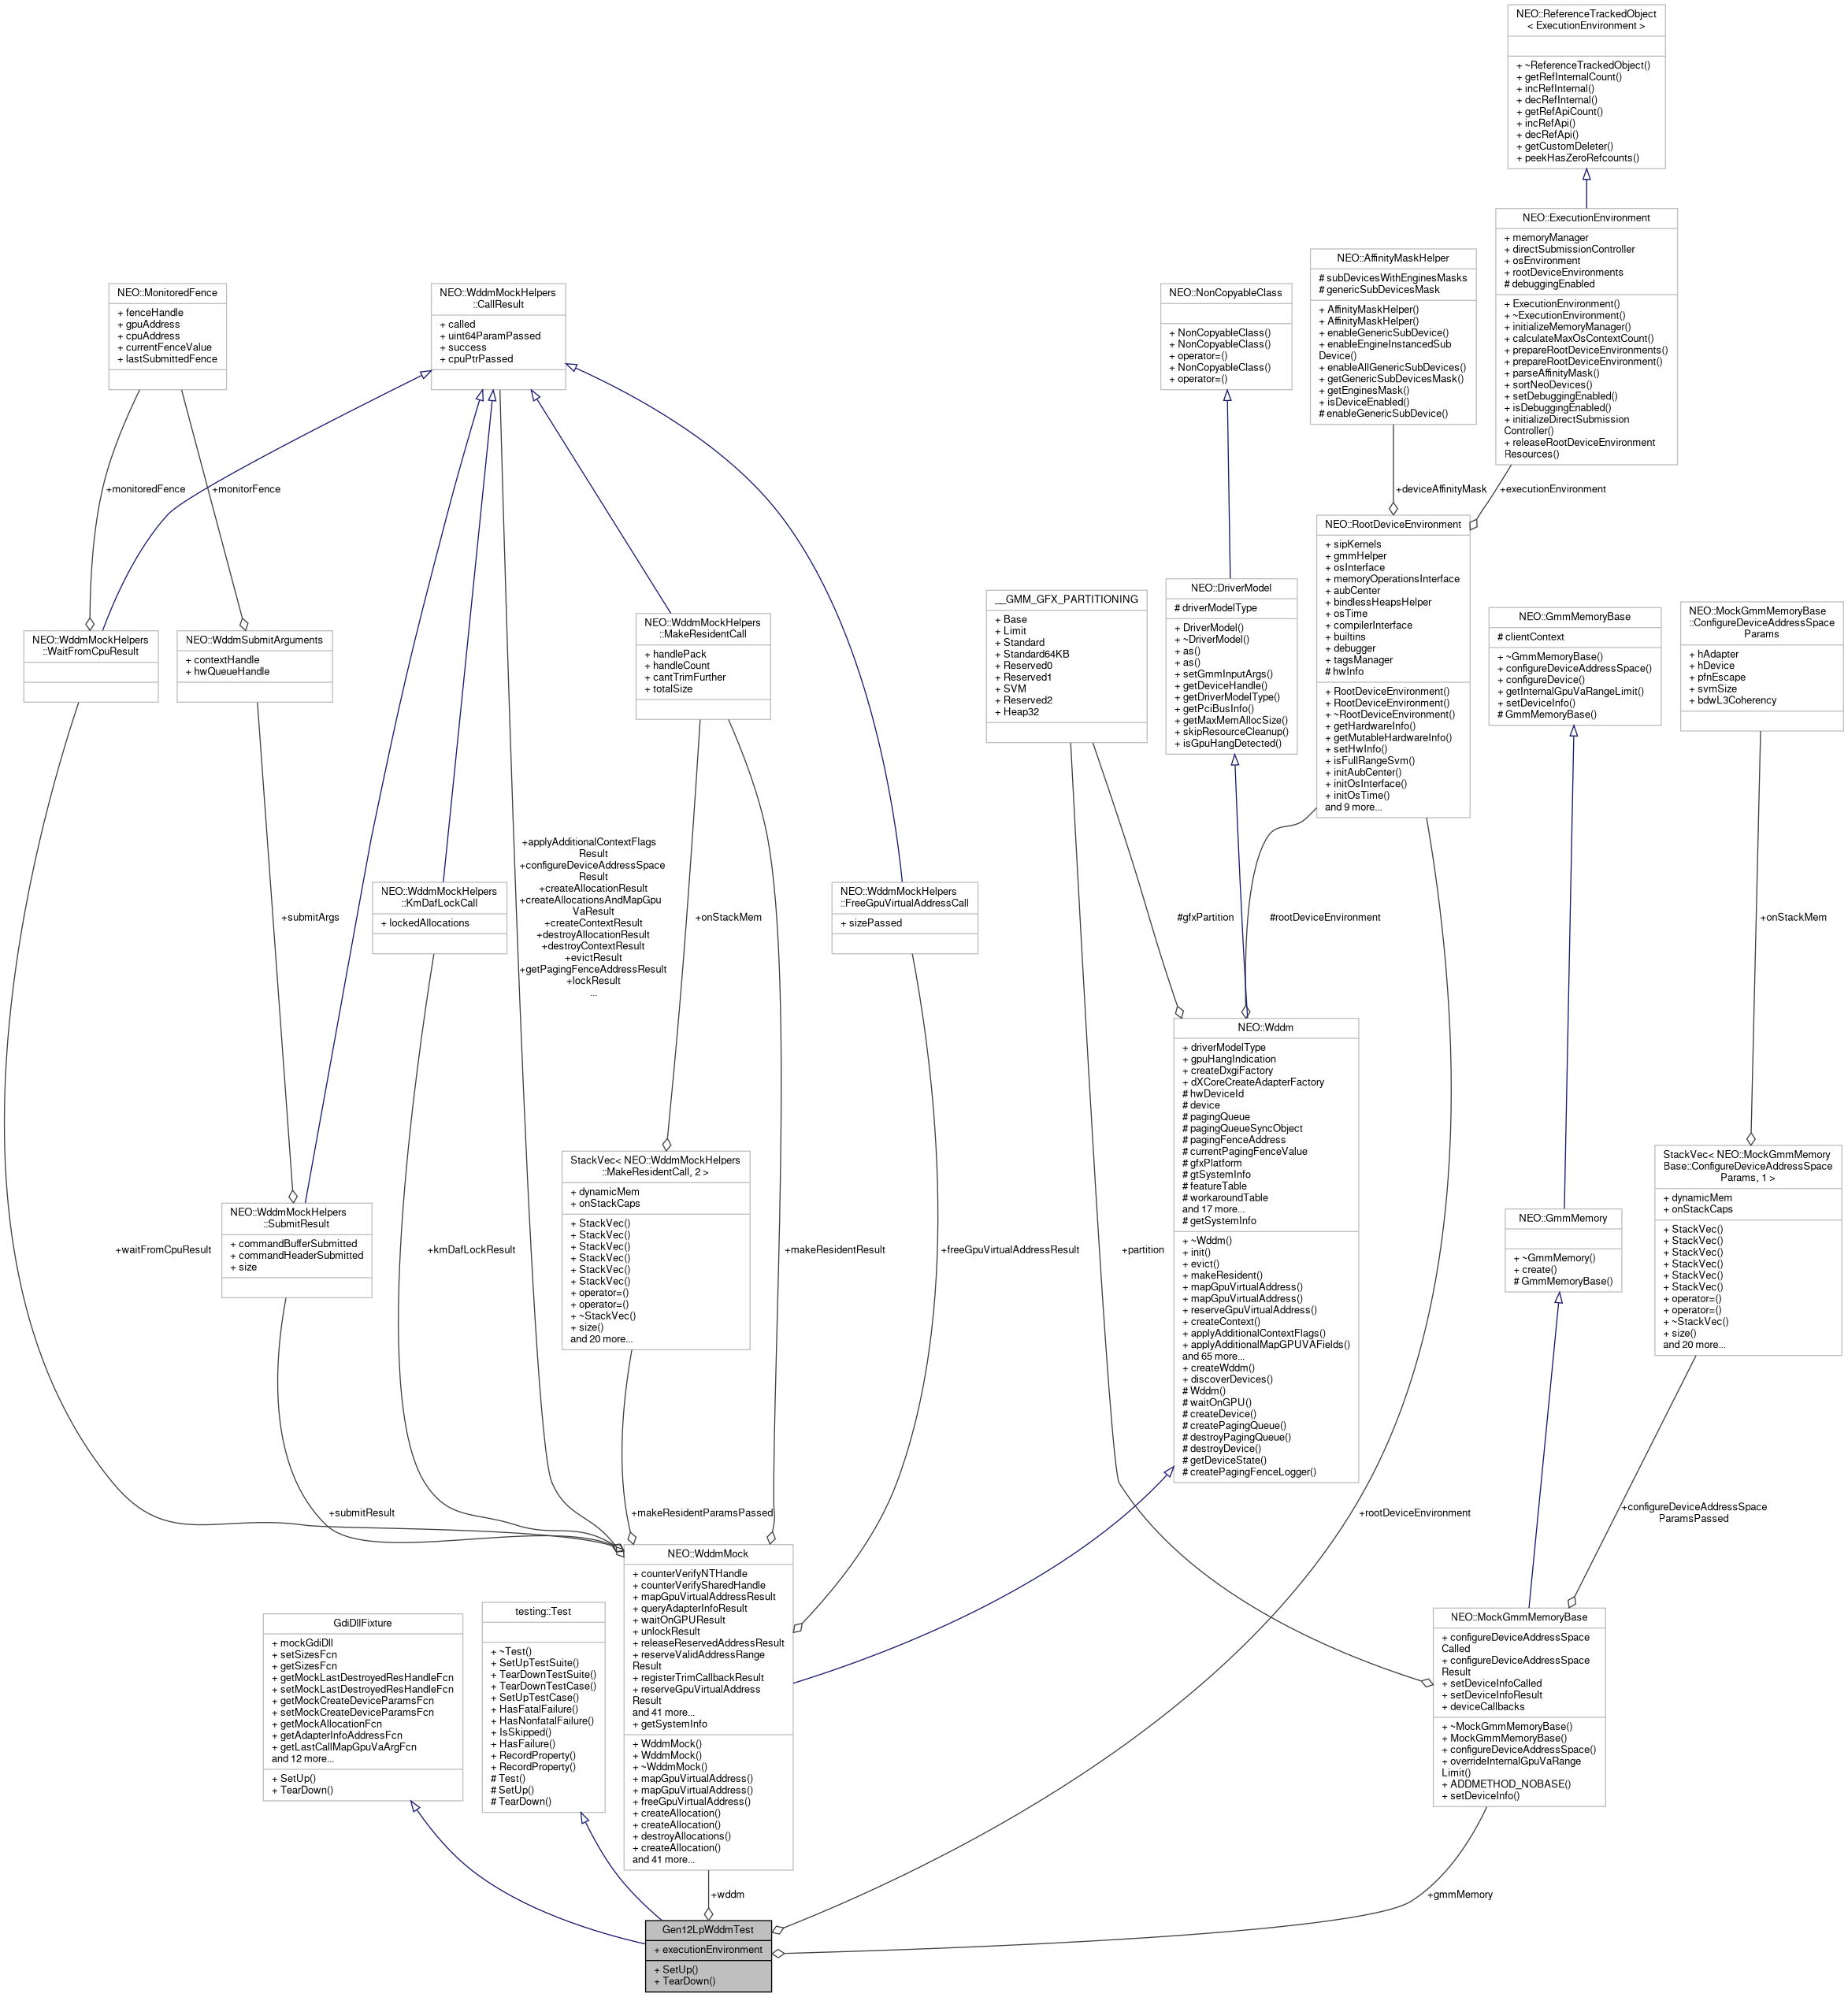 NEO::ReferenceTrackedObject
< ExecutionEnvironment >
+ ~ReferenceTrackedObject()
+ getRefInternalCount()
+ incRefInternal()
+ decRefInternal()
+ getRefApiCount()
+ incRefApi()
+ decRefApi()
+ getCustomDeleter()
+ peekHasZeroRefcounts()
NEO::ExecutionEnvironment
+ memoryManager
+ directSubmissionController
+ osEnvironment
+ rootDeviceEnvironments
# debuggingEnabled
+ ExecutionEnvironment()
+ ~ExecutionEnvironment()
+ initializeMemoryManager()
+ calculateMaxOsContextCount()
+ prepareRootDeviceEnvironments()
+ prepareRootDeviceEnvironment()
+ parseAffinityMask()
+ sortNeoDevices()
+ setDebuggingEnabled()
+ isDebuggingEnabled()
+ initializeDirectSubmission
Controller()
+ releaseRootDeviceEnvironment
Resources()
NEO::AffinityMaskHelper
# subDevicesWithEnginesMasks
# genericSubDevicesMask
+ AffinityMaskHelper()
+ AffinityMaskHelper()
+ enableGenericSubDevice()
+ enableEngineInstancedSub
Device()
+ enableAllGenericSubDevices()
+ getGenericSubDevicesMask()
+ getEnginesMask()
+ isDeviceEnabled()
# enableGenericSubDevice()
NEO::MonitoredFence
+ fenceHandle
+ gpuAddress
+ cpuAddress
+ currentFenceValue
+ lastSubmittedFence
NEO::WddmMockHelpers
::CallResult
+ called
+ uint64ParamPassed
+ success
+ cpuPtrPassed
NEO::NonCopyableClass
+ NonCopyableClass()
+ NonCopyableClass()
+ operator=()
+ NonCopyableClass()
+ operator=()
+monitoredFence
+monitorFence
+deviceAffinityMask
+executionEnvironment
NEO::RootDeviceEnvironment
+ sipKernels
+ gmmHelper
+ osInterface
+ memoryOperationsInterface
+ aubCenter
+ bindlessHeapsHelper
+ osTime
+ compilerInterface
+ builtins
+ debugger
+ tagsManager
# hwInfo
+ RootDeviceEnvironment()
+ RootDeviceEnvironment()
+ ~RootDeviceEnvironment()
+ getHardwareInfo()
+ getMutableHardwareInfo()
+ setHwInfo()
+ isFullRangeSvm()
+ initAubCenter()
+ initOsInterface()
+ initOsTime()
and 9 more...
NEO::WddmMockHelpers
::WaitFromCpuResult
NEO::WddmSubmitArguments
+ contextHandle
+ hwQueueHandle
NEO::WddmMockHelpers
::MakeResidentCall
+ handlePack
+ handleCount
+ cantTrimFurther
+ totalSize
__GMM_GFX_PARTITIONING
+ Base
+ Limit
+ Standard
+ Standard64KB
+ Reserved0
+ Reserved1
+ SVM
+ Reserved2
+ Heap32
NEO::DriverModel
# driverModelType
+ DriverModel()
+ ~DriverModel()
+ as()
+ as()
+ setGmmInputArgs()
+ getDeviceHandle()
+ getDriverModelType()
+ getPciBusInfo()
+ getMaxMemAllocSize()
+ skipResourceCleanup()
+ isGpuHangDetected()
NEO::GmmMemoryBase
# clientContext
+ ~GmmMemoryBase()
+ configureDeviceAddressSpace()
+ configureDevice()
+ getInternalGpuVaRangeLimit()
+ setDeviceInfo()
# GmmMemoryBase()
NEO::MockGmmMemoryBase
::ConfigureDeviceAddressSpace
Params
+ hAdapter
+ hDevice
+ pfnEscape
+ svmSize
+ bdwL3Coherency
+submitArgs
NEO::WddmMockHelpers
::KmDafLockCall
+ lockedAllocations
+applyAdditionalContextFlags
Result
+configureDeviceAddressSpace
Result
+createAllocationResult
+createAllocationsAndMapGpu
VaResult
+createContextResult
+destroyAllocationResult
+destroyContextResult
+evictResult
+getPagingFenceAddressResult
+lockResult
...
+onStackMem
NEO::WddmMockHelpers
::FreeGpuVirtualAddressCall
+ sizePassed
#gfxPartition
#rootDeviceEnvironment
+onStackMem
NEO::Wddm
+ driverModelType
+ gpuHangIndication
+ createDxgiFactory
+ dXCoreCreateAdapterFactory
# hwDeviceId
# device
# pagingQueue
# pagingQueueSyncObject
# pagingFenceAddress
# currentPagingFenceValue
# gfxPlatform
# gtSystemInfo
# featureTable
# workaroundTable
and 17 more...
# getSystemInfo
+ ~Wddm()
+ init()
+ evict()
+ makeResident()
+ mapGpuVirtualAddress()
+ mapGpuVirtualAddress()
+ reserveGpuVirtualAddress()
+ createContext()
+ applyAdditionalContextFlags()
+ applyAdditionalMapGPUVAFields()
and 65 more...
+ createWddm()
+ discoverDevices()
# Wddm()
# waitOnGPU()
# createDevice()
# createPagingQueue()
# destroyPagingQueue()
# destroyDevice()
# getDeviceState()
# createPagingFenceLogger()
StackVec< NEO::WddmMockHelpers
::MakeResidentCall, 2 >
+ dynamicMem
+ onStackCaps
+ StackVec()
+ StackVec()
+ StackVec()
+ StackVec()
+ StackVec()
+ StackVec()
+ operator=()
+ operator=()
+ ~StackVec()
+ size()
and 20 more...
StackVec< NEO::MockGmmMemory
Base::ConfigureDeviceAddressSpace
Params, 1 >
+ dynamicMem
+ onStackCaps
+ StackVec()
+ StackVec()
+ StackVec()
+ StackVec()
+ StackVec()
+ StackVec()
+ operator=()
+ operator=()
+ ~StackVec()
+ size()
and 20 more...
NEO::WddmMockHelpers
::SubmitResult
+ commandBufferSubmitted
+ commandHeaderSubmitted
+ size
NEO::GmmMemory
+ ~GmmMemory()
+ create()
# GmmMemoryBase()
+waitFromCpuResult
+kmDafLockResult
+makeResidentResult
+freeGpuVirtualAddressResult
+partition
+submitResult
+makeResidentParamsPassed
+rootDeviceEnvironment
+configureDeviceAddressSpace
ParamsPassed
NEO::WddmMock
+ counterVerifyNTHandle
+ counterVerifySharedHandle
+ mapGpuVirtualAddressResult
+ queryAdapterInfoResult
+ waitOnGPUResult
+ unlockResult
+ releaseReservedAddressResult
+ reserveValidAddressRange
Result
+ registerTrimCallbackResult
+ reserveGpuVirtualAddress
Result
and 41 more...
+ getSystemInfo
+ WddmMock()
+ WddmMock()
+ ~WddmMock()
+ mapGpuVirtualAddress()
+ mapGpuVirtualAddress()
+ freeGpuVirtualAddress()
+ createAllocation()
+ createAllocation()
+ destroyAllocations()
+ createAllocation()
and 41 more...
GdiDllFixture
+ mockGdiDll
+ setSizesFcn
+ getSizesFcn
+ getMockLastDestroyedResHandleFcn
+ setMockLastDestroyedResHandleFcn
+ getMockCreateDeviceParamsFcn
+ setMockCreateDeviceParamsFcn
+ getMockAllocationFcn
+ getAdapterInfoAddressFcn
+ getLastCallMapGpuVaArgFcn
and 12 more...
+ SetUp()
+ TearDown()
testing::Test
+ ~Test()
+ SetUpTestSuite()
+ TearDownTestSuite()
+ TearDownTestCase()
+ SetUpTestCase()
+ HasFatalFailure()
+ HasNonfatalFailure()
+ IsSkipped()
+ HasFailure()
+ RecordProperty()
+ RecordProperty()
# Test()
# SetUp()
# TearDown()
NEO::MockGmmMemoryBase
+ configureDeviceAddressSpace
Called
+ configureDeviceAddressSpace
Result
+ setDeviceInfoCalled
+ setDeviceInfoResult
+ deviceCallbacks
+ ~MockGmmMemoryBase()
+ MockGmmMemoryBase()
+ configureDeviceAddressSpace()
+ overrideInternalGpuVaRange
Limit()
+ ADDMETHOD_NOBASE()
+ setDeviceInfo()
+wddm
+gmmMemory
Gen12LpWddmTest
+ executionEnvironment
+ SetUp()
+ TearDown()